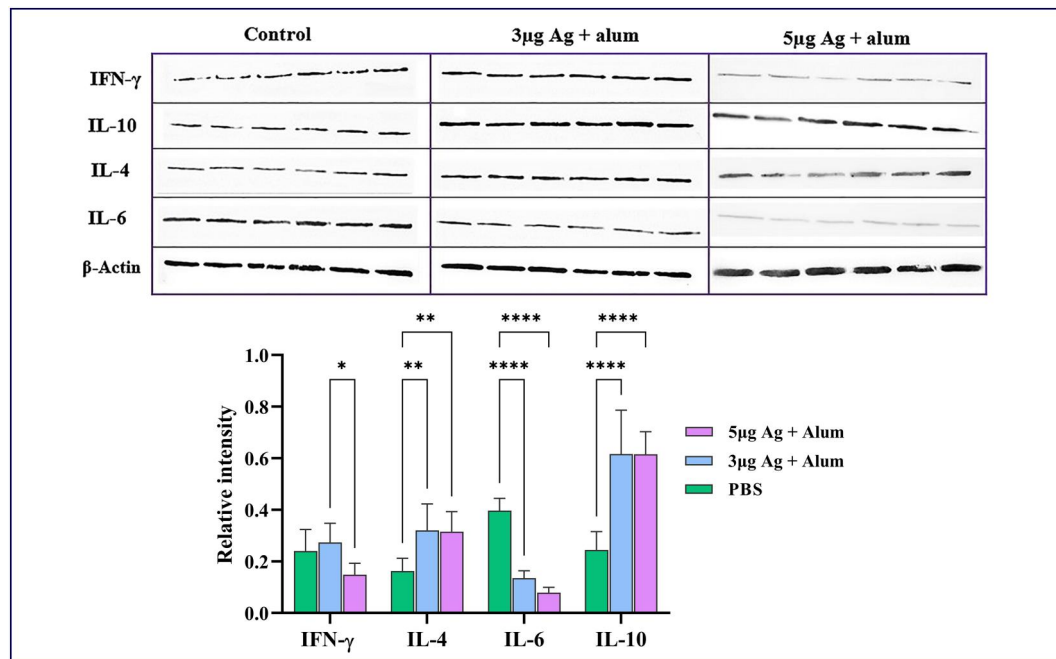 Control 3µg Ag + alum 5µg Ag + alum
IFN-γ
IL-10
IL-4
IL-6
β-Actin
** **** ****
* ** **** ****
1.0
0.8
0.6
0.4
0.2
0.0
Relative intensity
5µg Ag + Alum
3µg Ag + Alum
PBS
IFN-γ IL-4 IL-6 IL-10